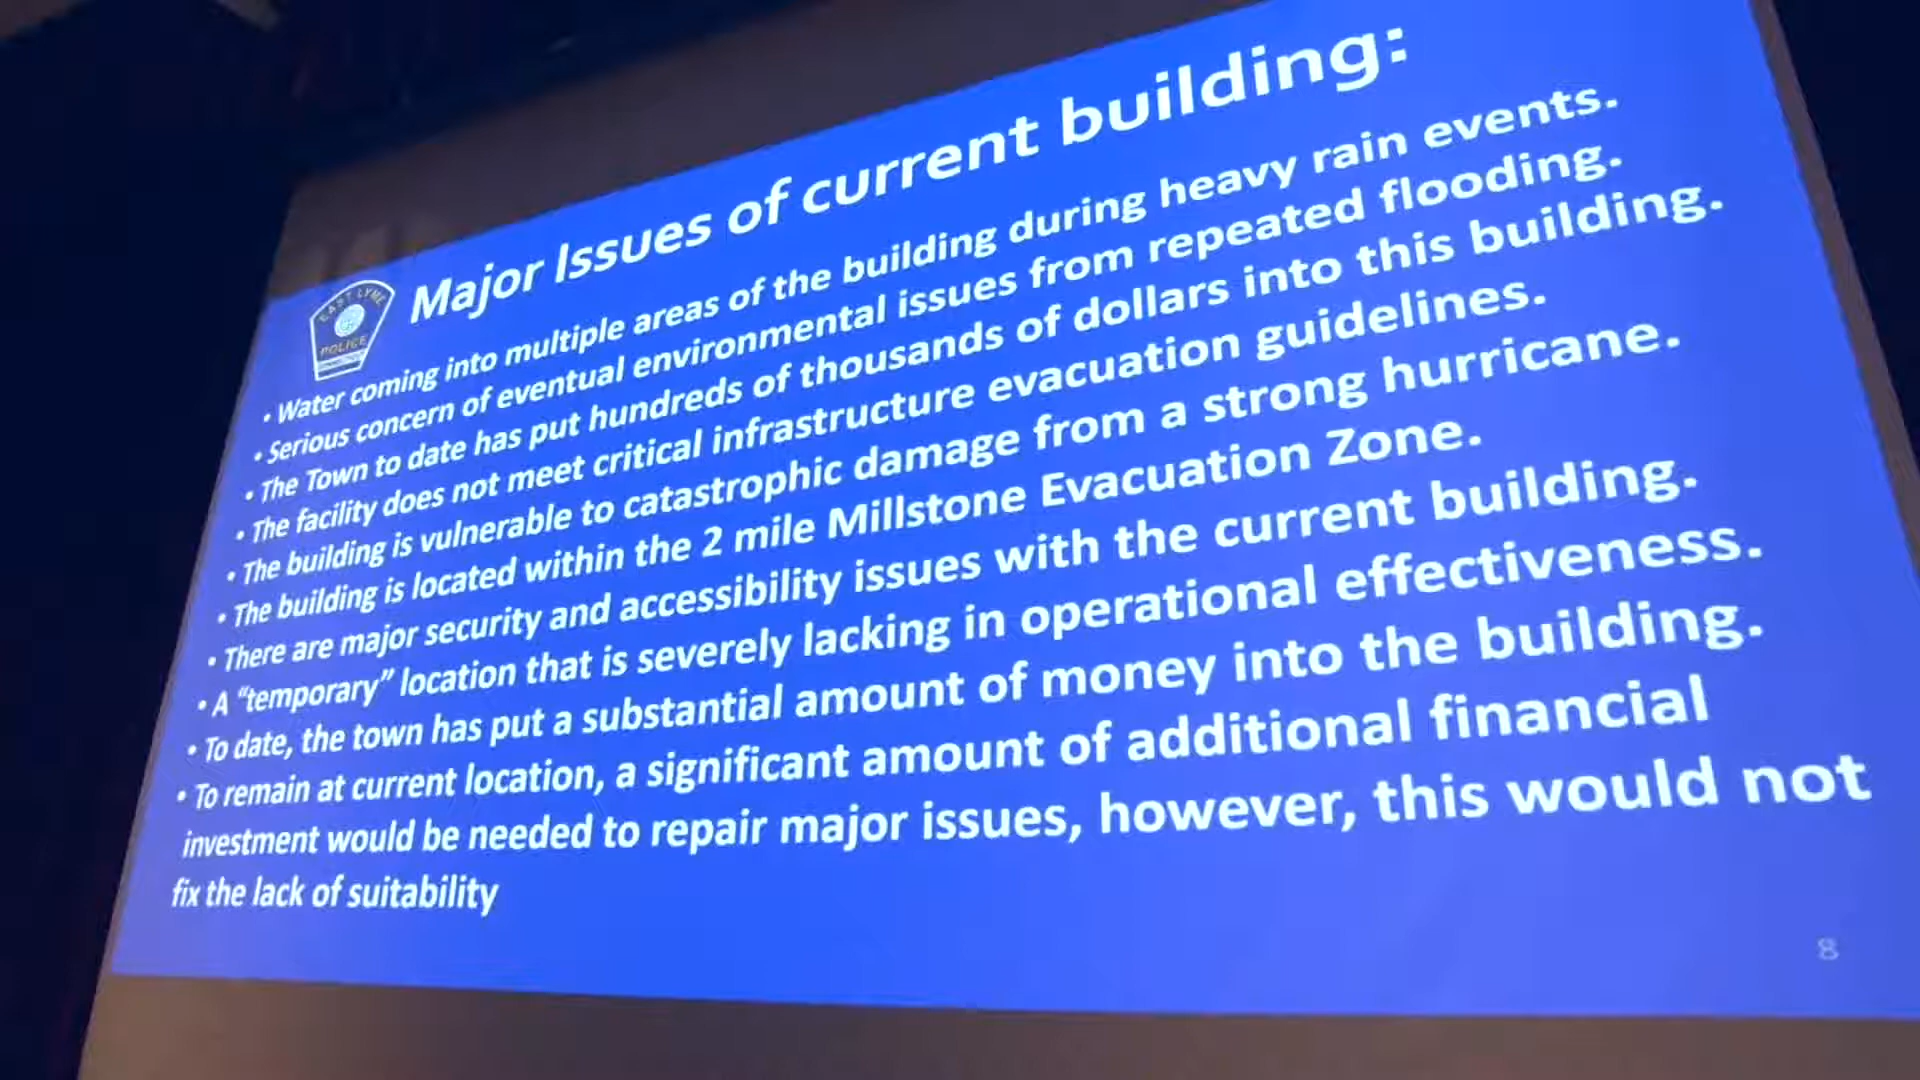 Major Issues of current building:
EAST LYME
POLICE
• Water coming into multiple areas of the building during heavy rain events.
• Serious concern of eventual environmental issues from repeated flooding.
• The Town to date has put hundreds of thousands of dollars into this building.
• The facility does not meet critical infrastructure evacuation guidelines.
• The building is vulnerable to catastrophic damage from a strong hurricane.
• The building is located within the 2 mile Millstone Evacuation Zone.
• There are major security and accessibility issues with the current building.
• A “temporary” location that is severely lacking in operational effectiveness.
• To date, the town has put a substantial amount of money into the building.
• To remain at current location, a significant amount of additional financial
investment would be needed to repair major issues, however, this would not
fix the lack of suitability
8